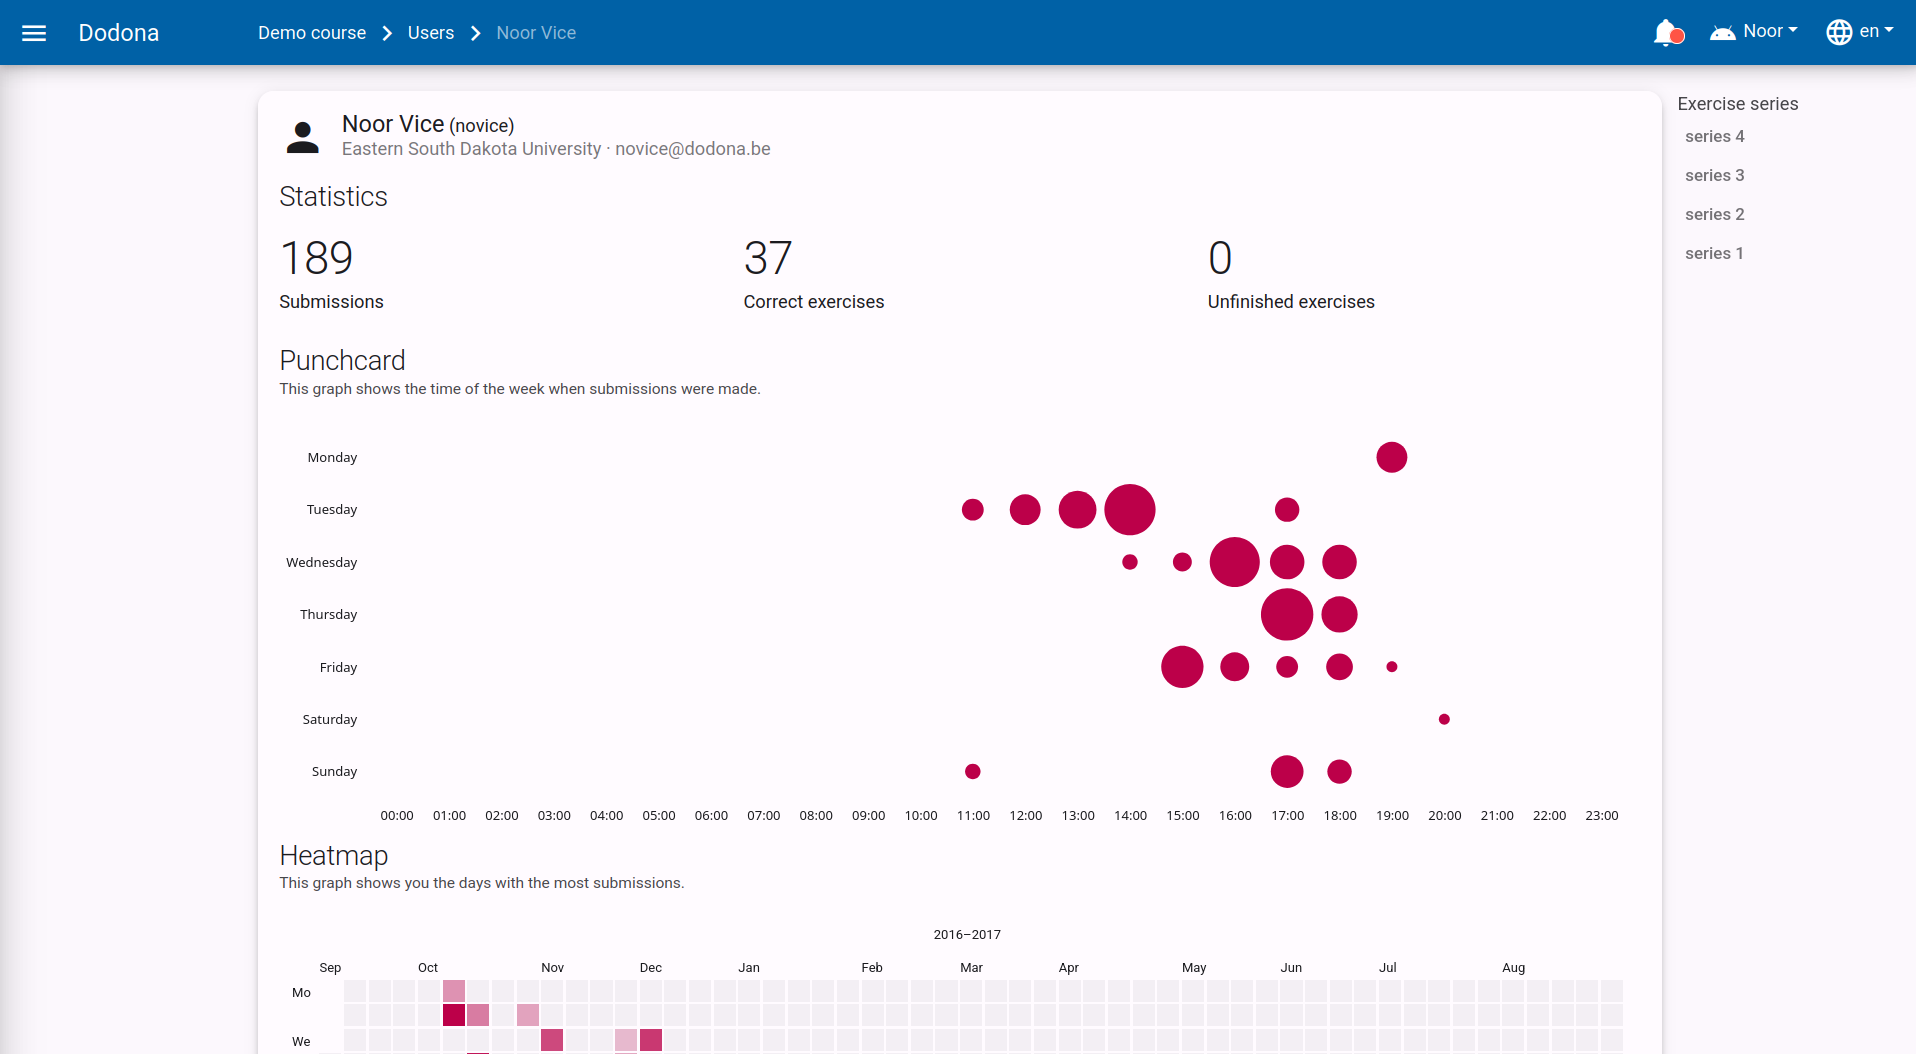 Dodona
Demo course Users Noor Vice
Noor en
Noor Vice (novice)
Eastern South Dakota University · novice@dodona.be
Statistics
189 37 0
Submissions Correct exercises Unfinished exercises
Punchcard
This graph shows the time of the week when submissions were made.
Monday
Tuesday
Wednesday
Thursday
Friday
Saturday
Sunday
00:00 01:00 02:00 03:00 04:00 05:00 06:00 07:00 08:00 09:00 10:00 11:00 12:00 13:00 14:00 15:00 16:00 17:00 18:00 19:00 20:00 21:00 22:00 23:00
Heatmap
This graph shows you the days with the most submissions.
2016–2017
Sep Oct Nov Dec Jan Feb Mar Apr May Jun Jul Aug
Mo
We
Exercise series
series 4
series 3
series 2
series 1